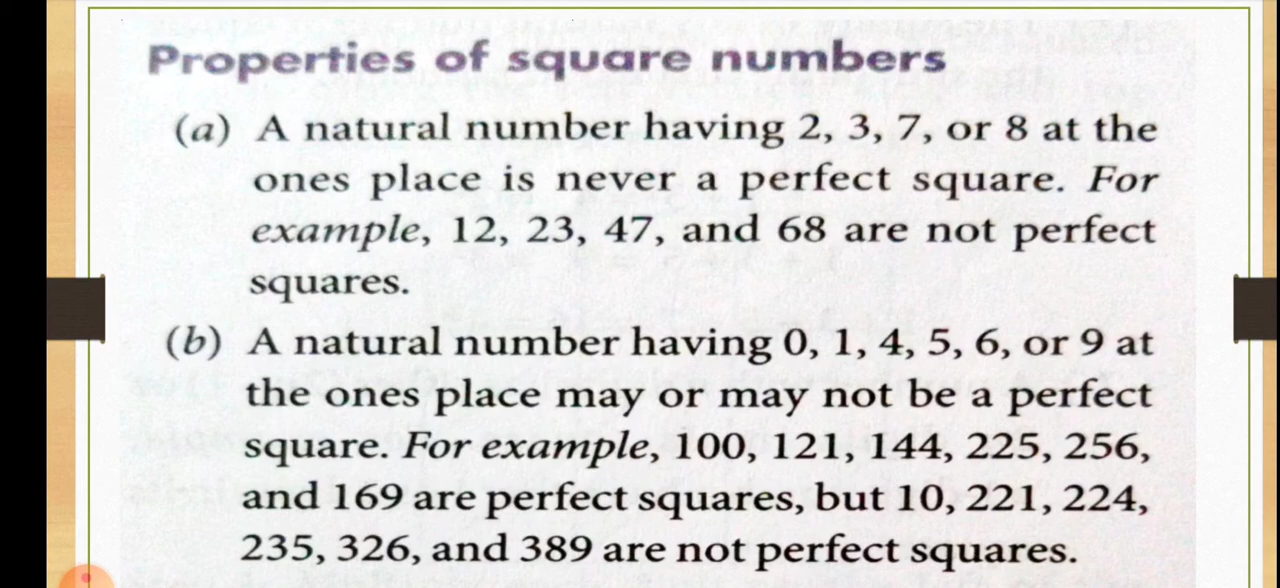 Properties of square numbers
(a) A natural number having 2, 3, 7, or 8 at the
ones place is never a perfect square. For
example, 12, 23, 47, and 68 are not perfect
squares.
(b) A natural number having 0, 1, 4, 5, 6, or 9 at
the ones place may or may not be a perfect
square. For example, 100, 121, 144, 225, 256,
and 169 are perfect squares, but 10, 221, 224,
235, 326, and 389 are not perfect squares.